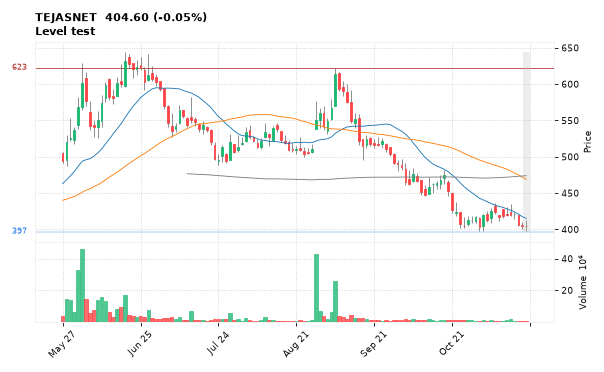 TEJASNET 404.60 (-0.05%)
Level test
650
623
600
550
500
450
400
397
Price
40
20
Volume 10⁴
May 27
Jun 25
Jul 24
Aug 21
Sep 21
Oct 21